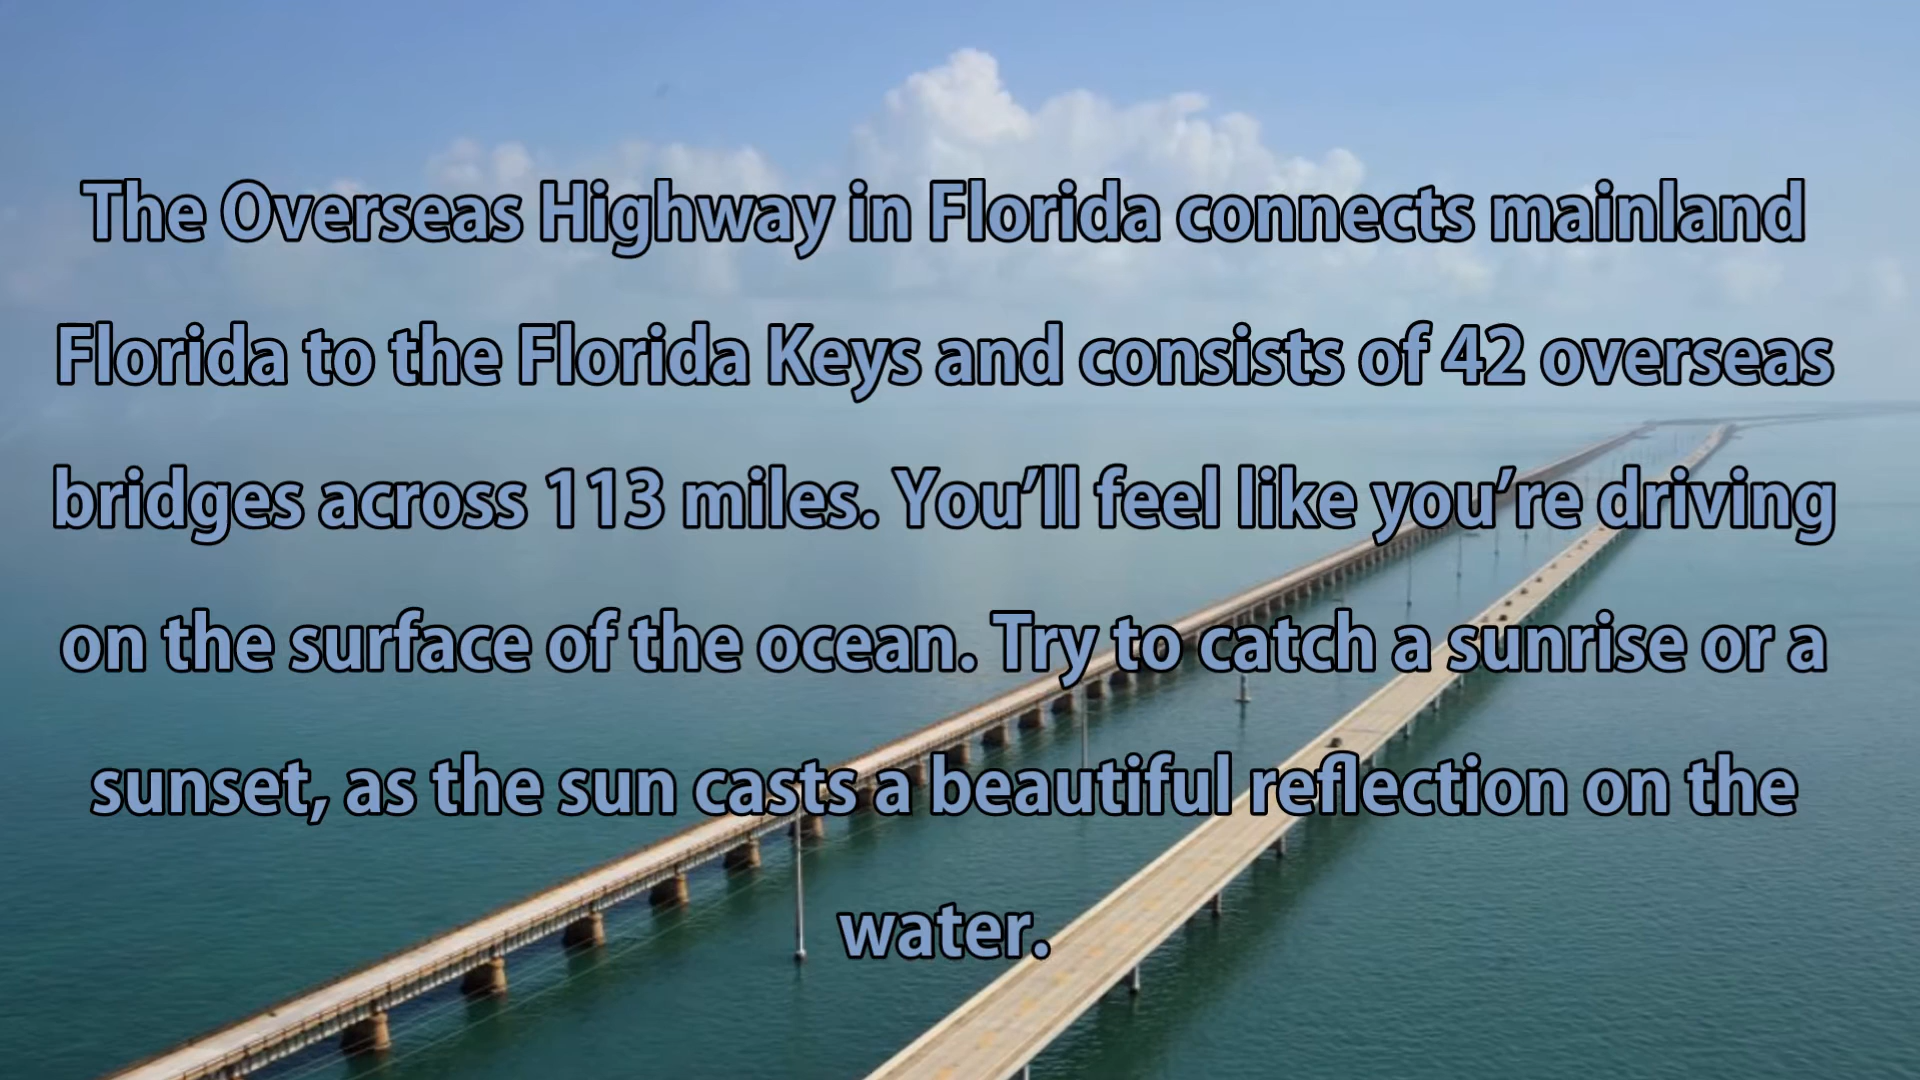 The Overseas Highway in Florida connects mainland
Florida to the Florida Keys and consists of 42 overseas
bridges across 113 miles. You’ll feel like you’re driving
on the surface of the ocean. Try to catch a sunrise or a
sunset, as the sun casts a beautiful reflection on the
water.